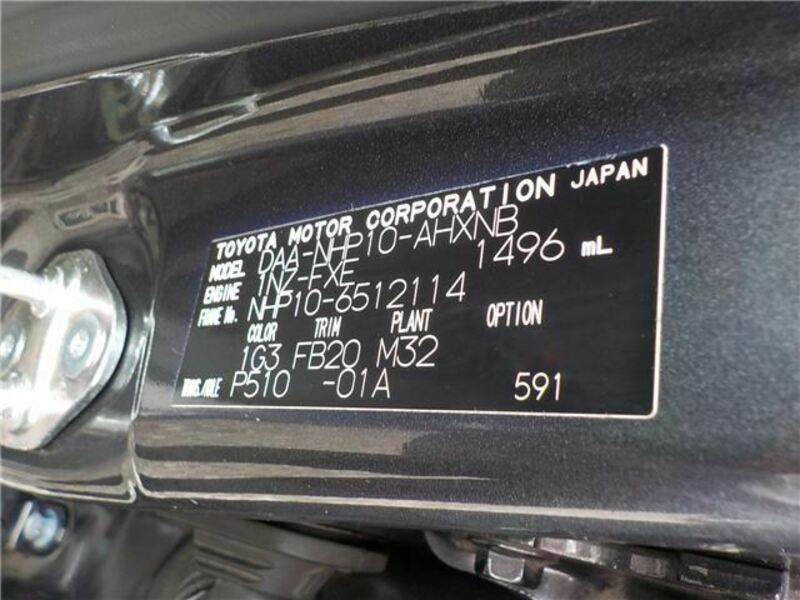 TOYOTA MOTOR CORPORATION JAPAN
MODEL DAA-NHP10-AHXNB
ENGINE 1NZ-FXE 1496 mL
FRAME No. NHP10-6512114
COLOR TRIM PLANT OPTION
1G3 FB20 M32
TRANS./AXLE P510 -01A 591